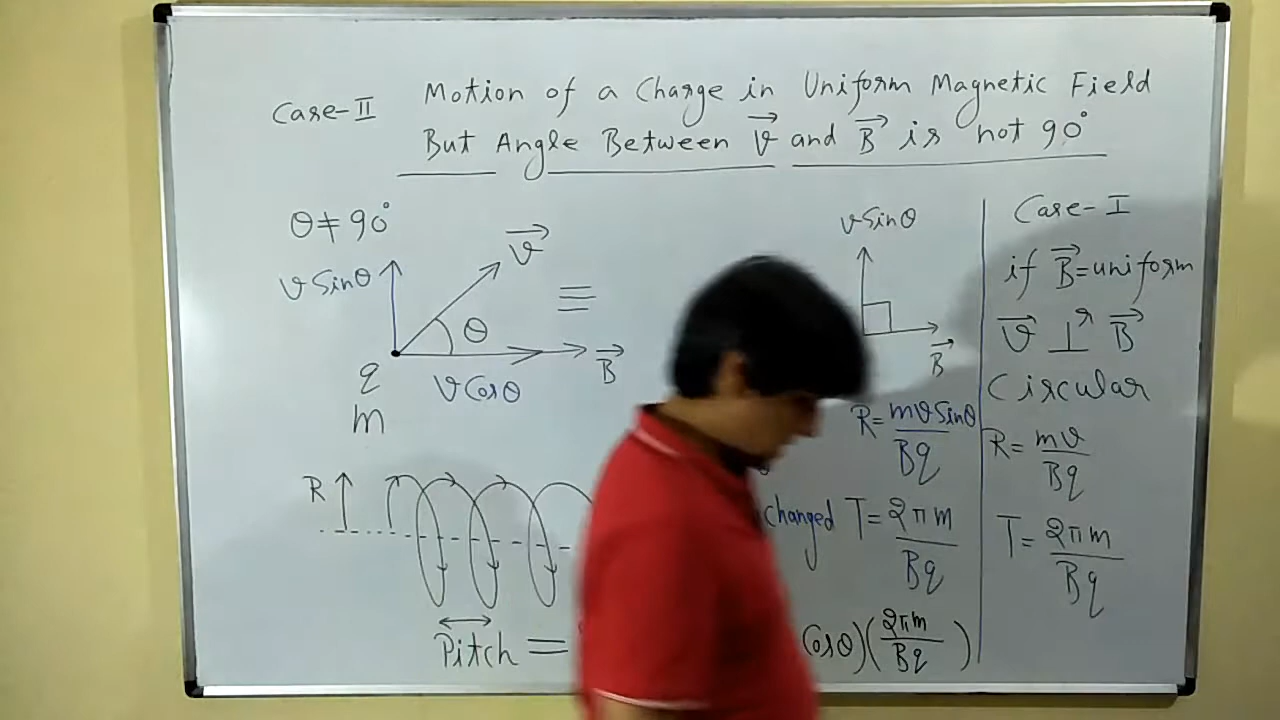 Case-II
Motion of a Charge in Uniform Magnetic Field
But Angle Between v⃗ and B⃗ is not 90°
θ≠90°
v⃗
v Sinθ
θ
≡
B⃗
q
v Cosθ
m
R
Pitch =
v Sinθ
B⃗
R = mv Sinθ / Bq
changed T = 2πm / Bq
Cosθ)(2πm / Bq)
Case-I
if B⃗ = uniform
v⃗ ⊥r B⃗
Circular
R = mv / Bq
T = 2πm / Bq